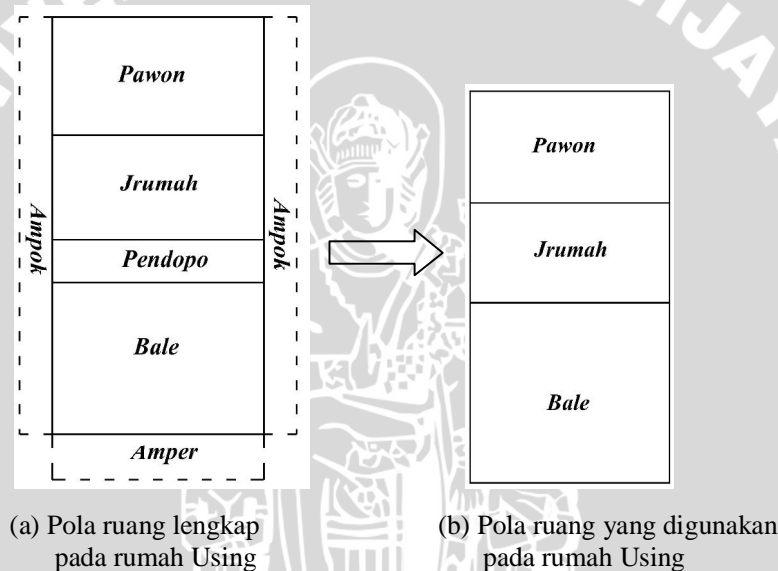 Pawon
Jrumah
Pendopo
Bale
Amper
Ampok
Ampok
Pawon
Jrumah
Bale
(a) Pola ruang lengkap
pada rumah Using
(b) Pola ruang yang digunakan
pada rumah Using